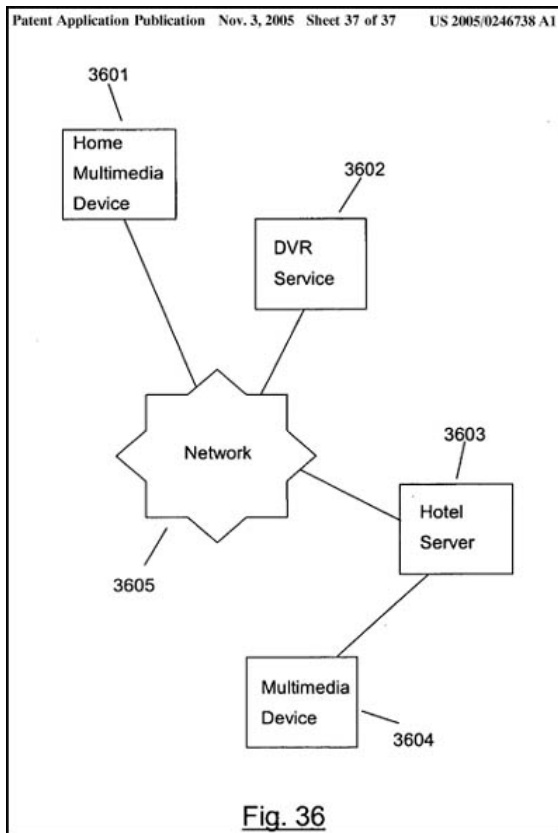 Patent Application Publication Nov. 3, 2005 Sheet 37 of 37 US 2005/0246738 A1
3601
Home
Multimedia
Device
3602
DVR
Service
Network
3603
Hotel
Server
3605
Multimedia
Device
3604
Fig. 36